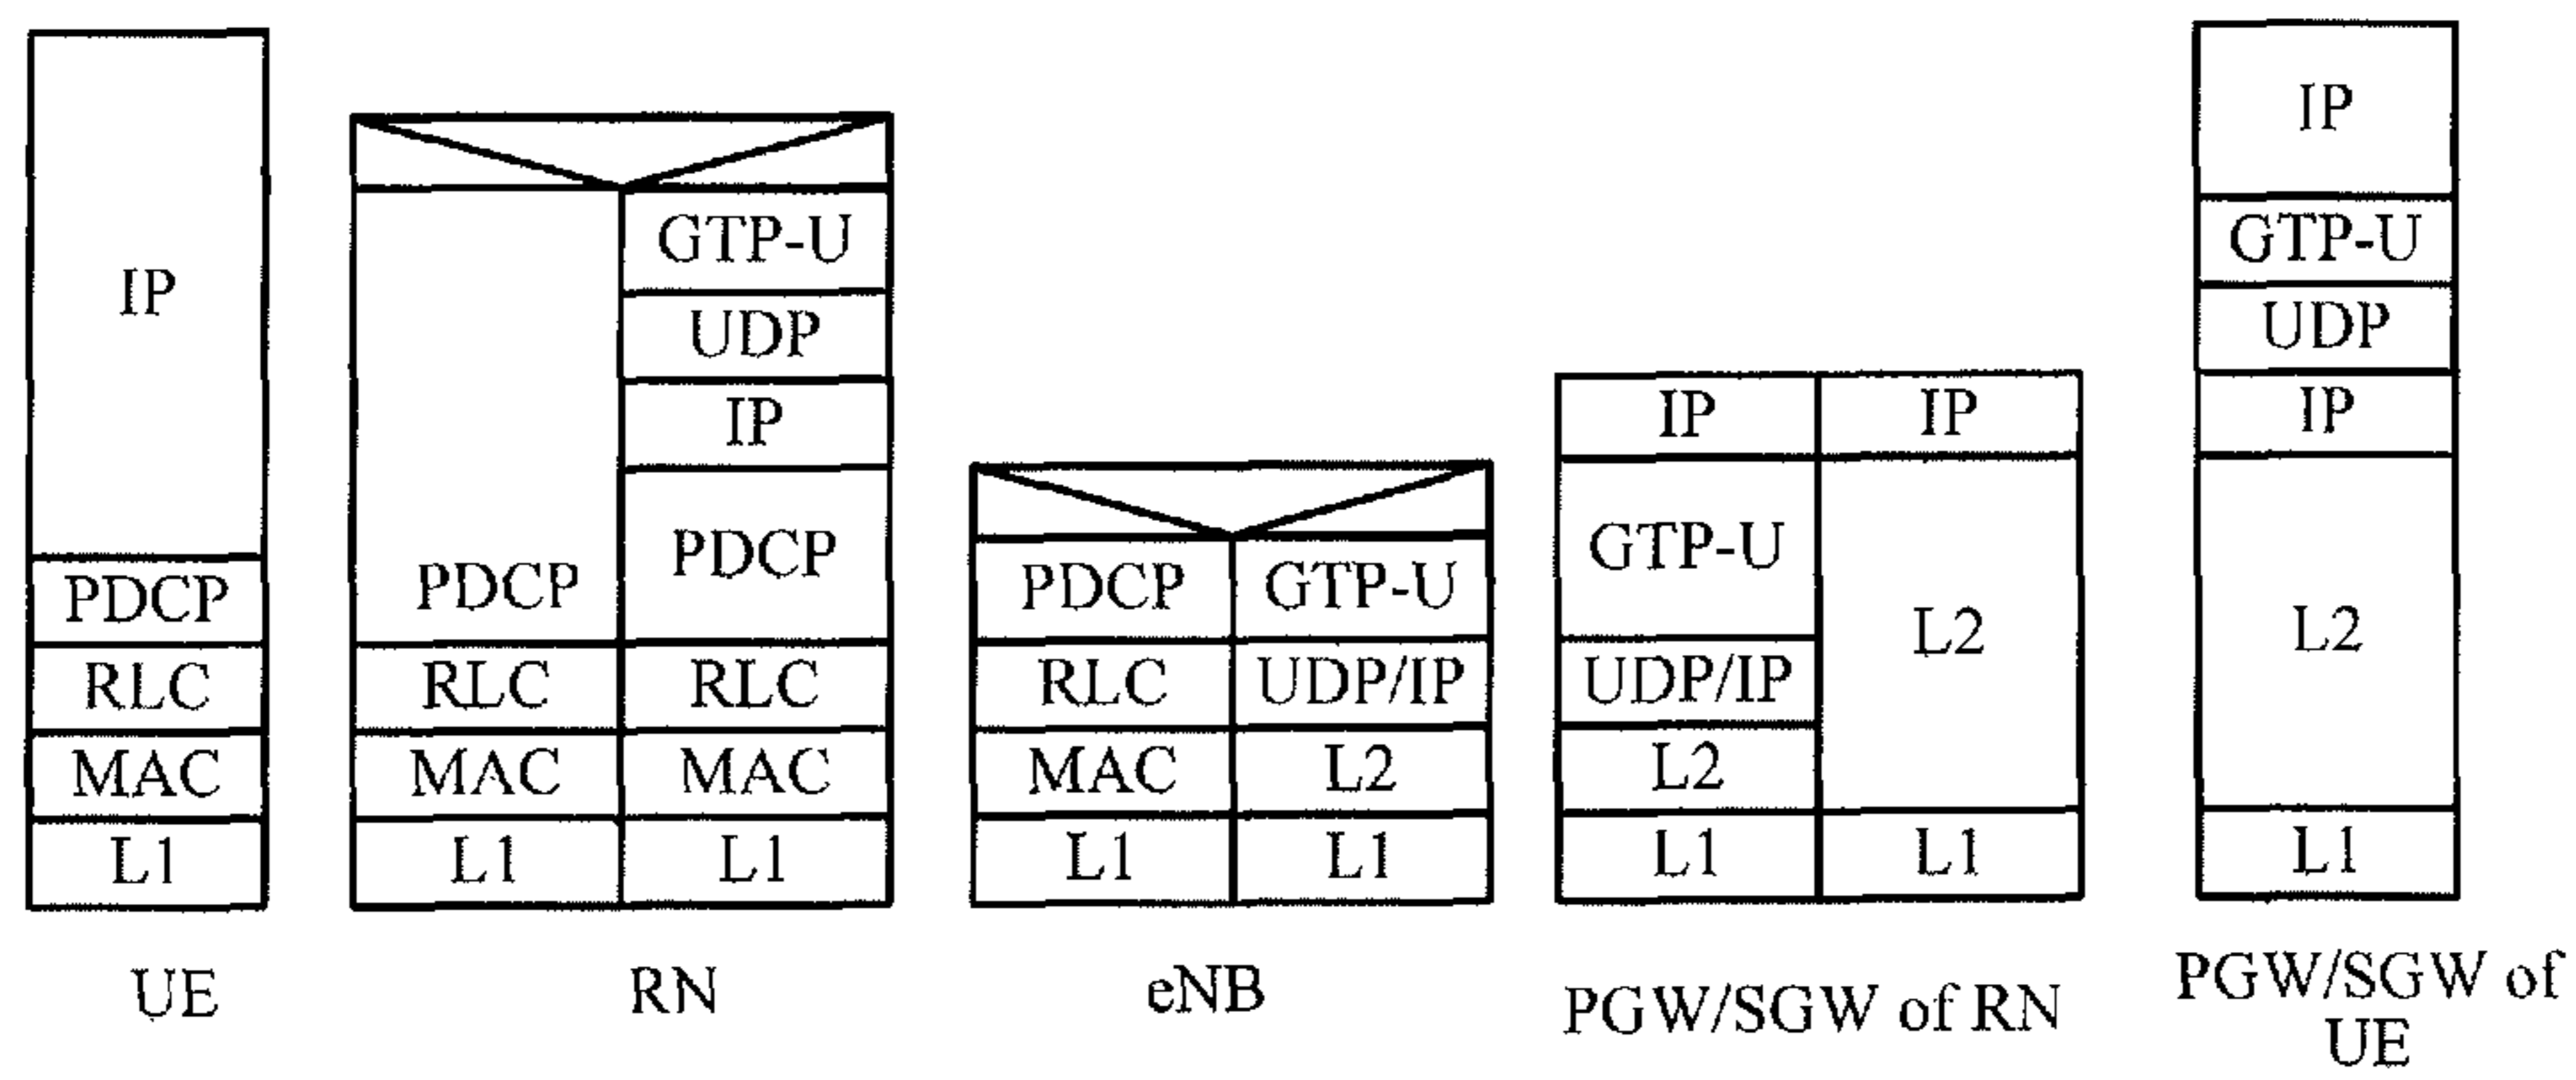 IP
PDCP
RLC
MAC
L1
UE
GTP-U
UDP
IP
PDCP PDCP
RLC RLC
MAC MAC
L1 L1
RN
PDCP GTP-U
RLC UDP/IP
MAC L2
L1 L1
eNB
IP IP
GTP-U
L2
UDP/IP
L2
L1 L1
PGW/SGW of RN
IP
GTP-U
UDP
IP
L2
L1
PGW/SGW of
UE